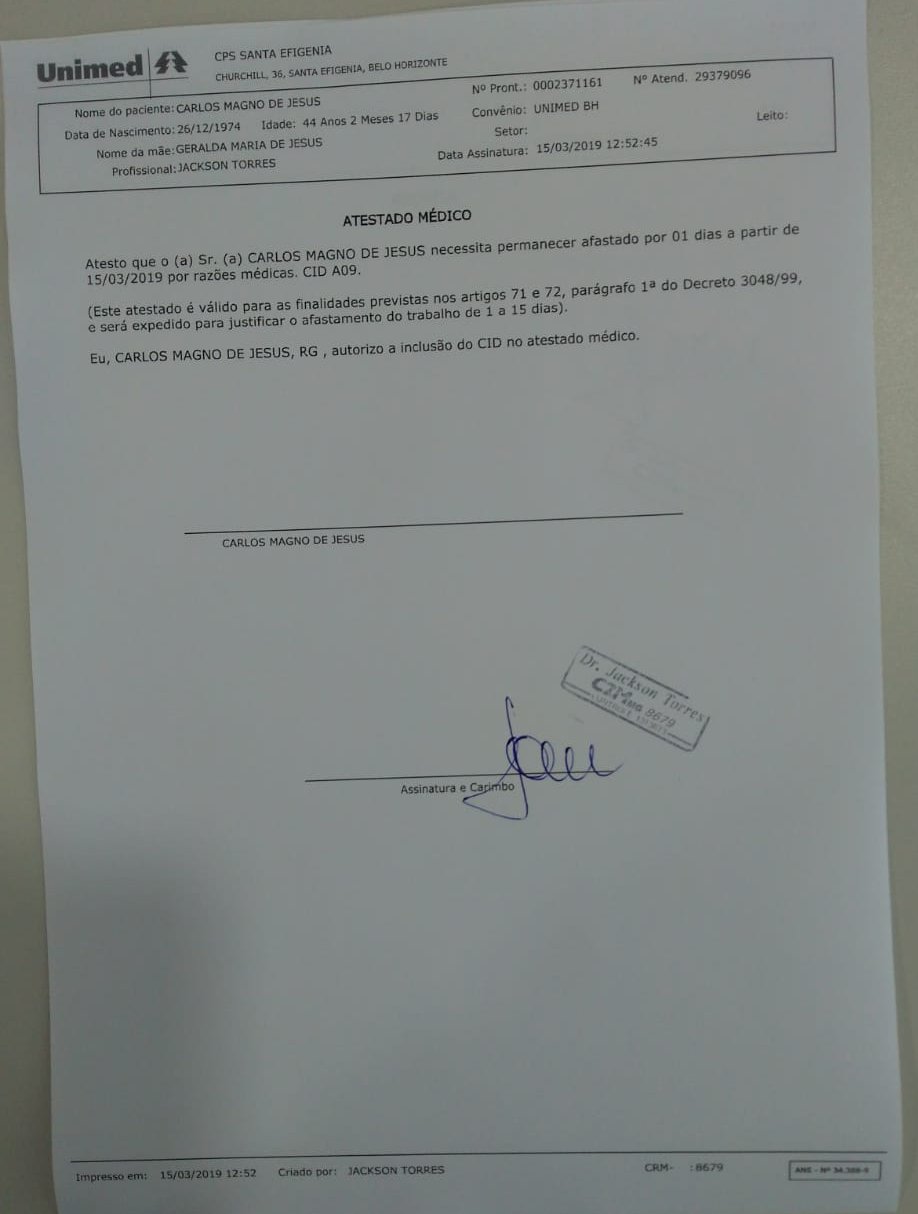 Unimed
CPS SANTA EFIGENIA
CHURCHILL, 36, SANTA EFIGENIA, BELO HORIZONTE
Nome do paciente: CARLOS MAGNO DE JESUS
Nº Pront.: 0002371161 Nº Atend. 29379096
Data de Nascimento: 26/12/1974 Idade: 44 Anos 2 Meses 17 Dias
Convênio: UNIMED BH
Nome da mãe: GERALDA MARIA DE JESUS
Setor: Leito:
Profissional: JACKSON TORRES
Data Assinatura: 15/03/2019 12:52:45
ATESTADO MÉDICO
Atesto que o (a) Sr. (a) CARLOS MAGNO DE JESUS necessita permanecer afastado por 01 dias a partir de
15/03/2019 por razões médicas. CID A09.
(Este atestado é válido para as finalidades previstas nos artigos 71 e 72, parágrafo 1ª do Decreto 3048/99,
e será expedido para justificar o afastamento do trabalho de 1 a 15 dias).
Eu, CARLOS MAGNO DE JESUS, RG , autorizo a inclusão do CID no atestado médico.
CARLOS MAGNO DE JESUS
Dr. Jackson Torres
8679
Assinatura e Carimbo
Impresso em: 15/03/2019 12:52 Criado por: JACKSON TORRES CRM- : 8679
ANS - Nº